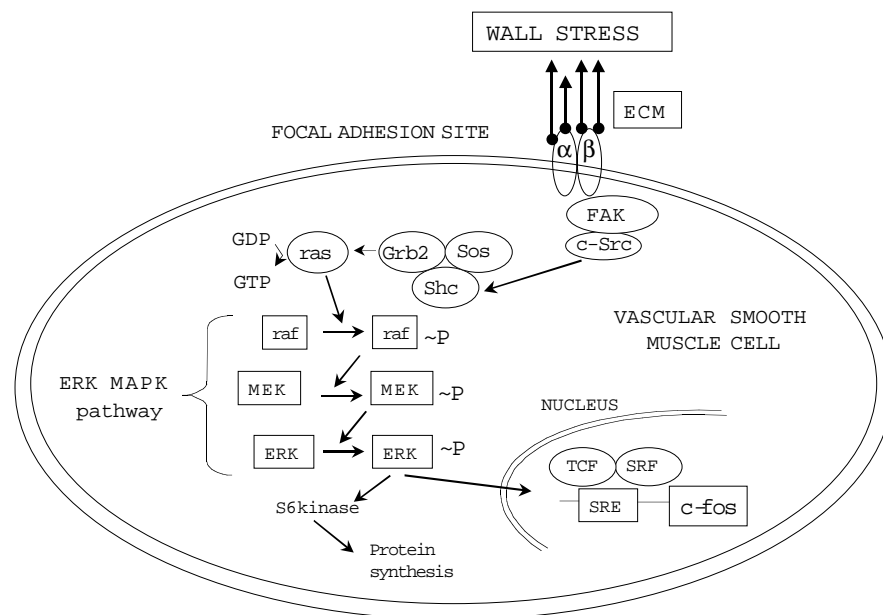 WALL STRESS
ECM
FOCAL ADHESION SITE
α β
FAK
c-Src
GDP
GTP
ras
Grb2
Sos
Shc
VASCULAR SMOOTH
MUSCLE CELL
raf
raf ~P
ERK MAPK
pathway
MEK
MEK ~P
ERK
ERK ~P
NUCLEUS
TCF
SRF
SRE
c-fos
S6kinase
Protein
synthesis